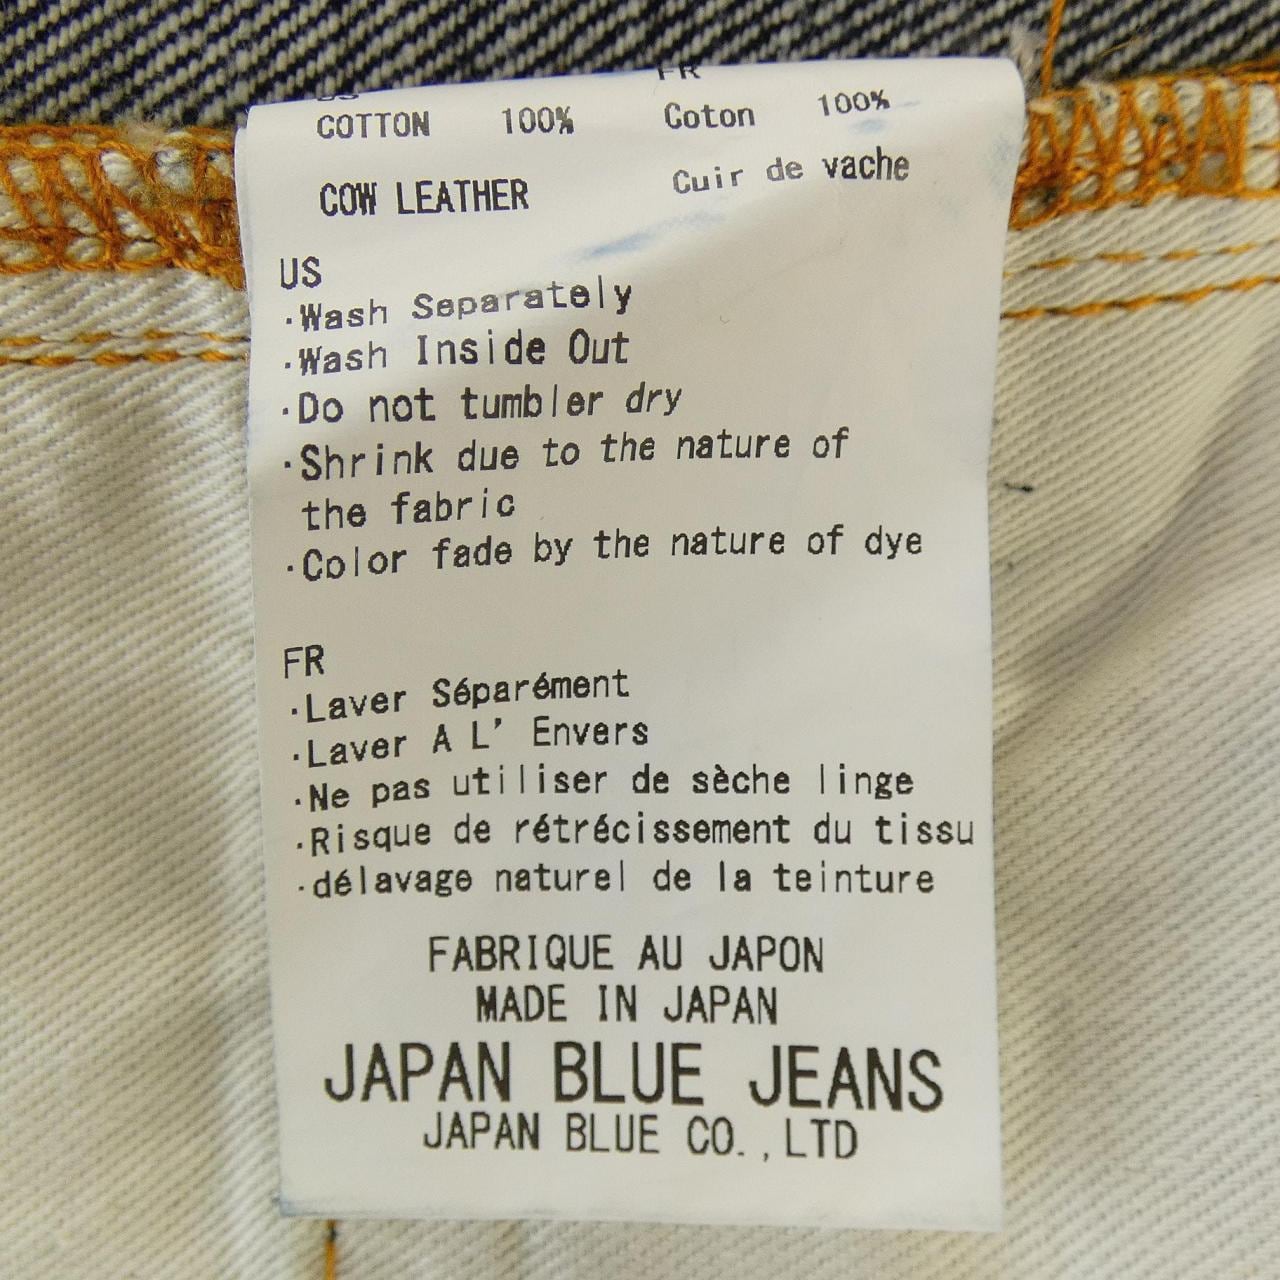 US FR
COTTON 100% Coton 100%
COW LEATHER Cuir de vache
US
·Wash Separately
·Wash Inside Out
·Do not tumbler dry
·Shrink due to the nature of
the fabric
·Color fade by the nature of dye
FR
·Laver Séparément
·Laver A L' Envers
·Ne pas utiliser de sèche linge
·Risque de rétrécissement du tissu
·délavage naturel de la teinture
FABRIQUE AU JAPON
MADE IN JAPAN
JAPAN BLUE JEANS
JAPAN BLUE CO.,LTD